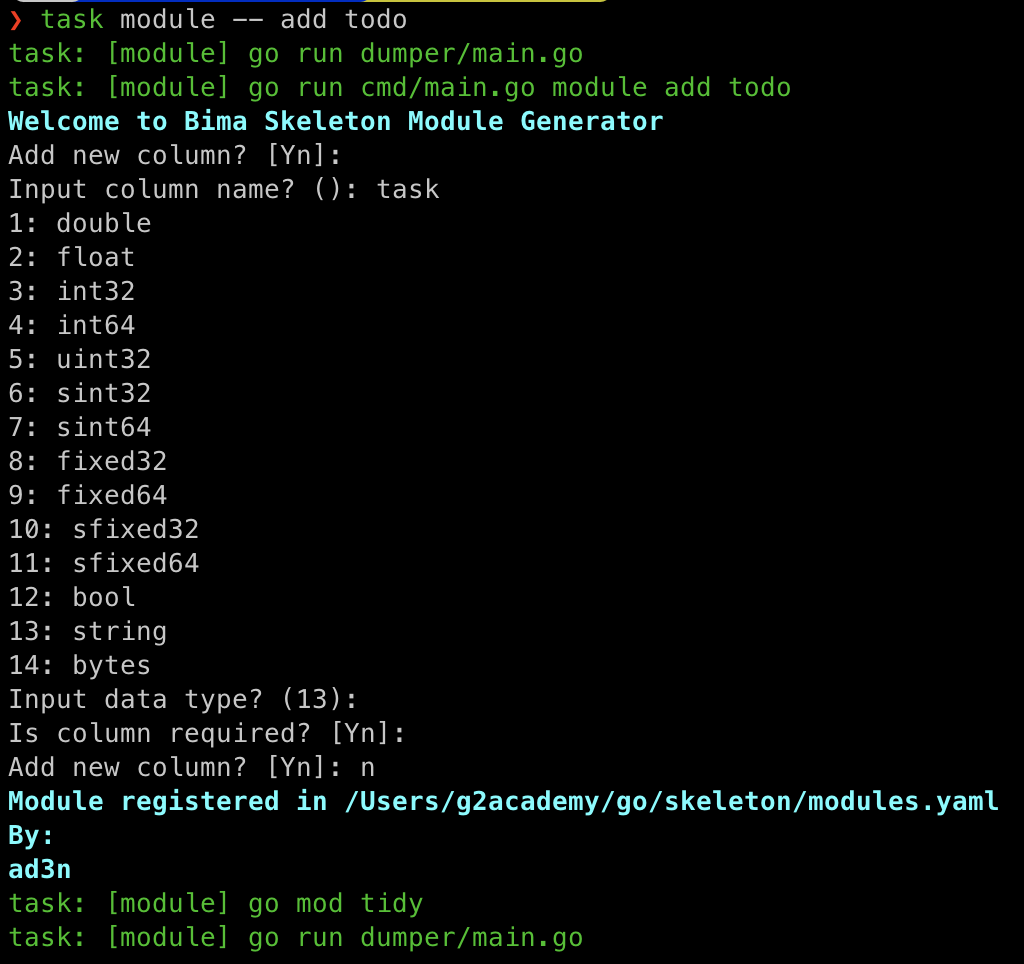 ❯ task module -- add todo
task: [module] go run dumper/main.go
task: [module] go run cmd/main.go module add todo
Welcome to Bima Skeleton Module Generator
Add new column? [Yn]:
Input column name? (): task
1: double
2: float
3: int32
4: int64
5: uint32
6: sint32
7: sint64
8: fixed32
9: fixed64
10: sfixed32
11: sfixed64
12: bool
13: string
14: bytes
Input data type? (13):
Is column required? [Yn]:
Add new column? [Yn]: n
Module registered in /Users/g2academy/go/skeleton/modules.yaml
By:
ad3n
task: [module] go mod tidy
task: [module] go run dumper/main.go